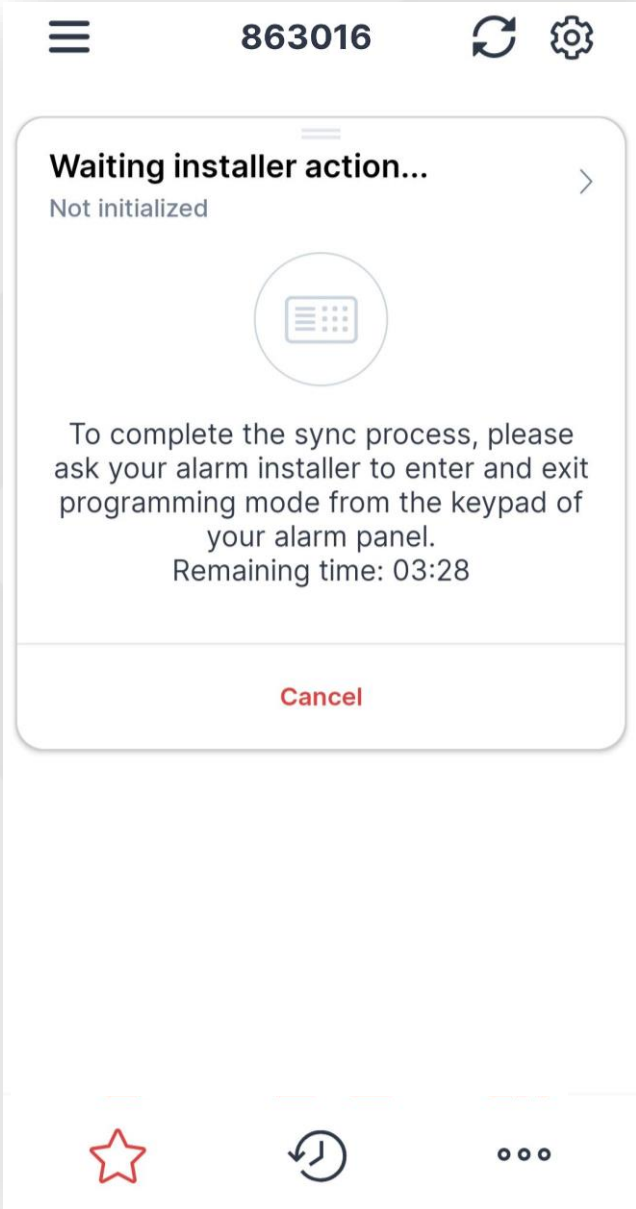 863016
Waiting installer action...
Not initialized
To complete the sync process, please
ask your alarm installer to enter and exit
programming mode from the keypad of
your alarm panel.
Remaining time: 03:28
Cancel